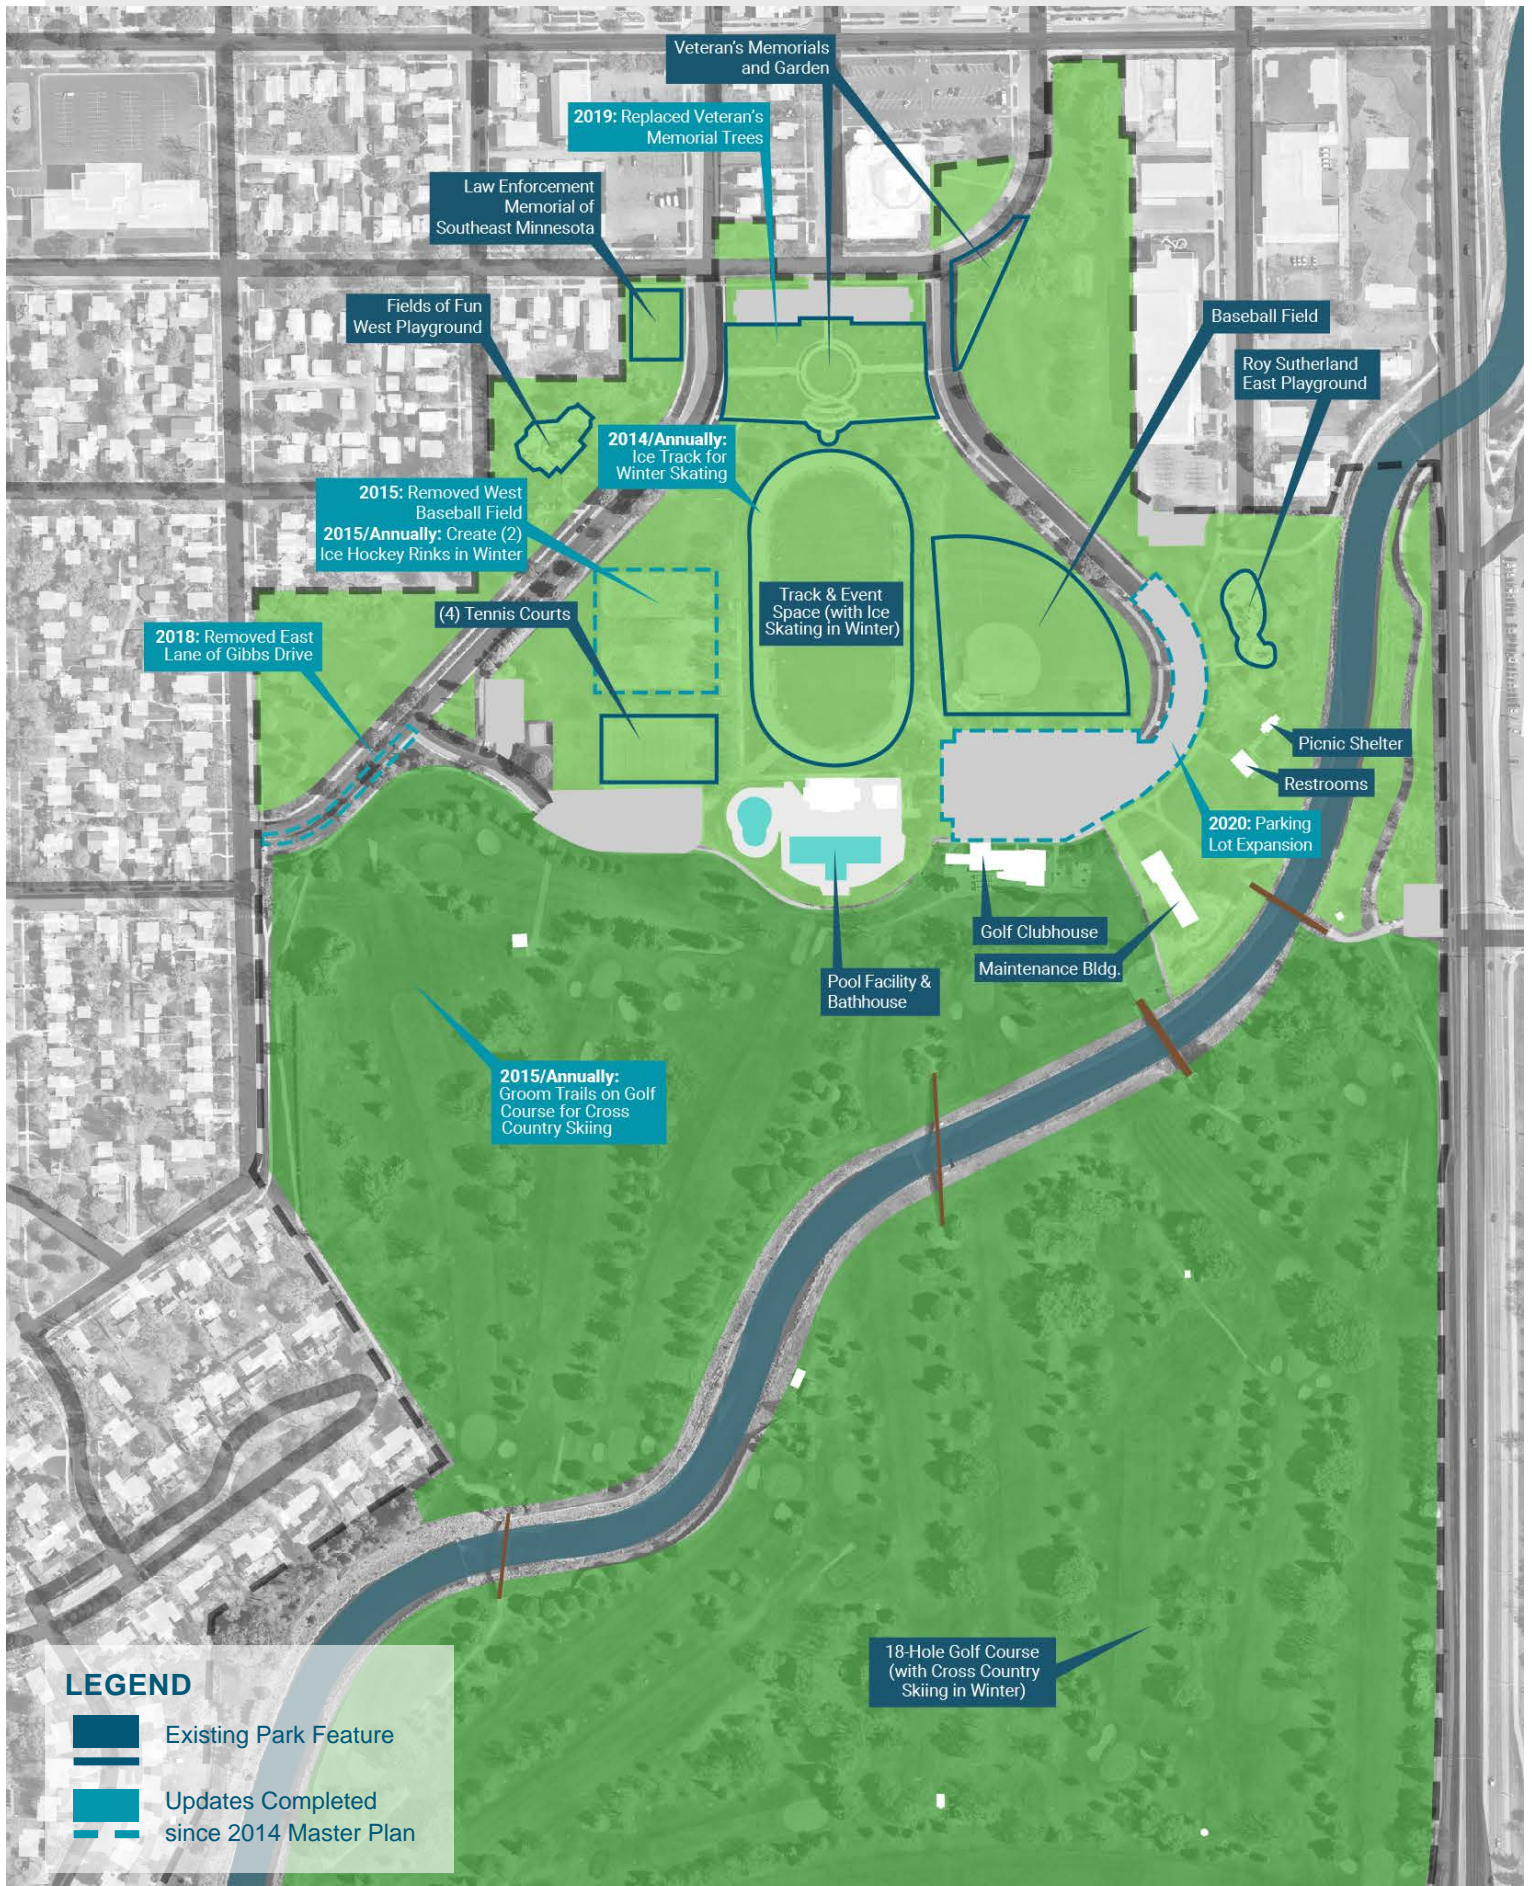 Veteran's Memorials
and Garden
2019: Replaced Veteran's
Memorial Trees
Law Enforcement
Memorial of
Southeast Minnesota
Fields of Fun
West Playground
Baseball Field
Roy Sutherland
East Playground
2014/Annually:
Ice Track for
Winter Skating
2015: Removed West
Baseball Field
2015/Annually: Create (2)
Ice Hockey Rinks in Winter
Track & Event
Space (with Ice
Skating in Winter)
(4) Tennis Courts
2018: Removed East
Lane of Gibbs Drive
Picnic Shelter
Restrooms
2020: Parking
Lot Expansion
Golf Clubhouse
Maintenance Bldg.
Pool Facility &
Bathhouse
2015/Annually:
Groom Trails on Golf
Course for Cross
Country Skiing
18-Hole Golf Course
(with Cross Country
Skiing in Winter)
LEGEND
Existing Park Feature
Updates Completed
since 2014 Master Plan